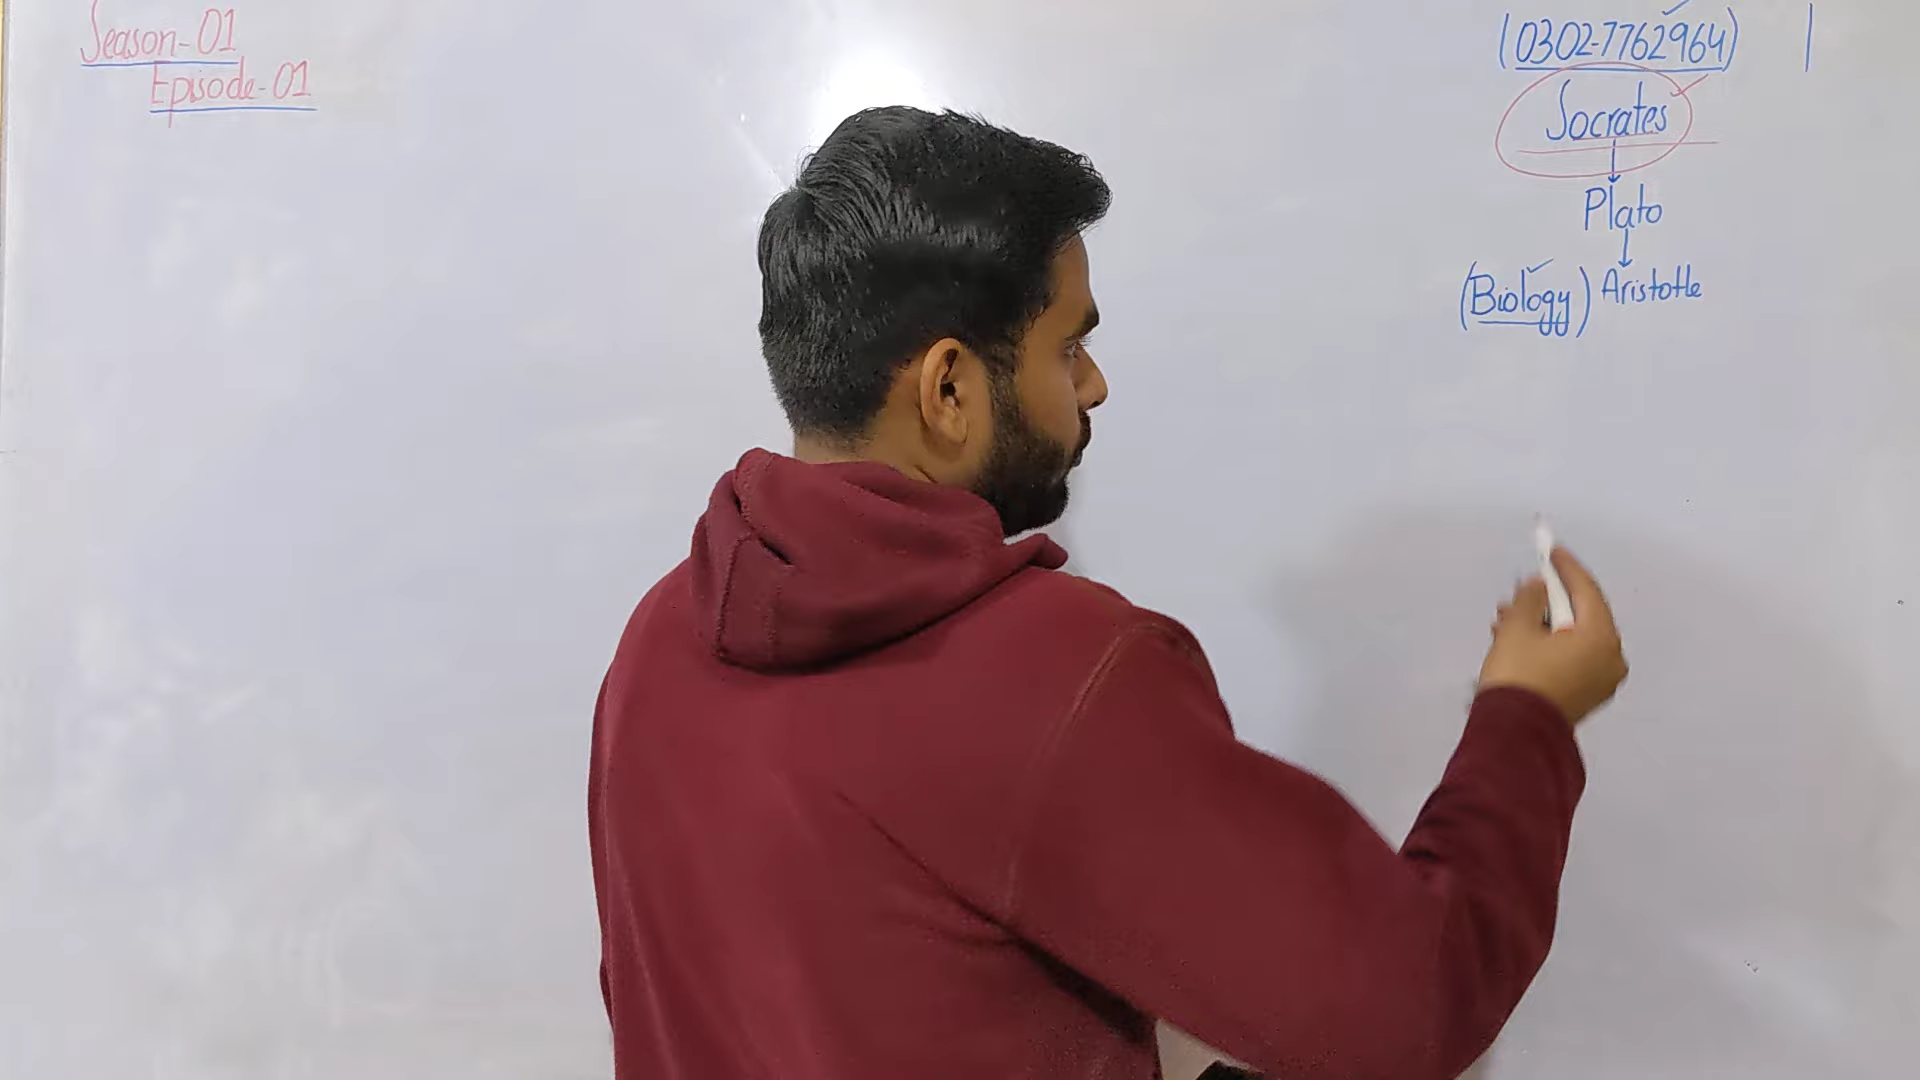 Season-01
Episode-01
(0302-7762964)
Socrates
Plato
(Biology) Aristotle